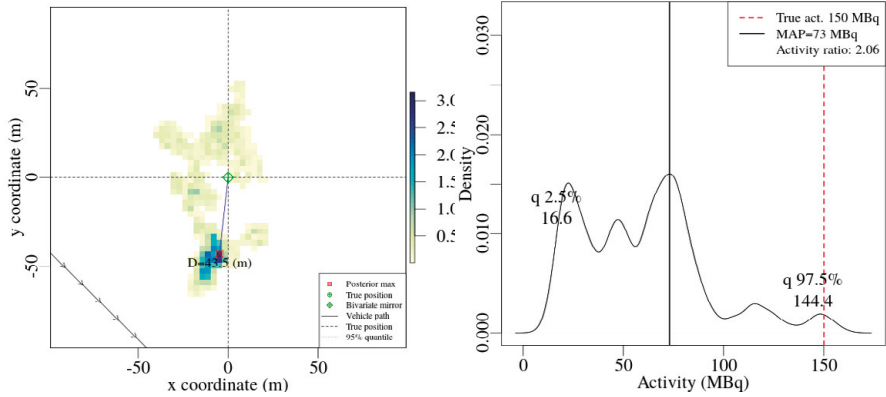 50
0
-50
y coordinate (m)
-50
0
50
x coordinate (m)
D=43.5 (m)
Posterior max
True position
Bivariate mirror
Vehicle path
True position
95% quantile
3.0
2.5
2.0
1.5
1.0
0.5
Density
0.030
0.020
0.010
0.000
True act. 150 MBq
MAP=73 MBq
Activity ratio: 2.06
q 2.5%
16.6
q 97.5%
144.4
0
50
100
150
Activity (MBq)